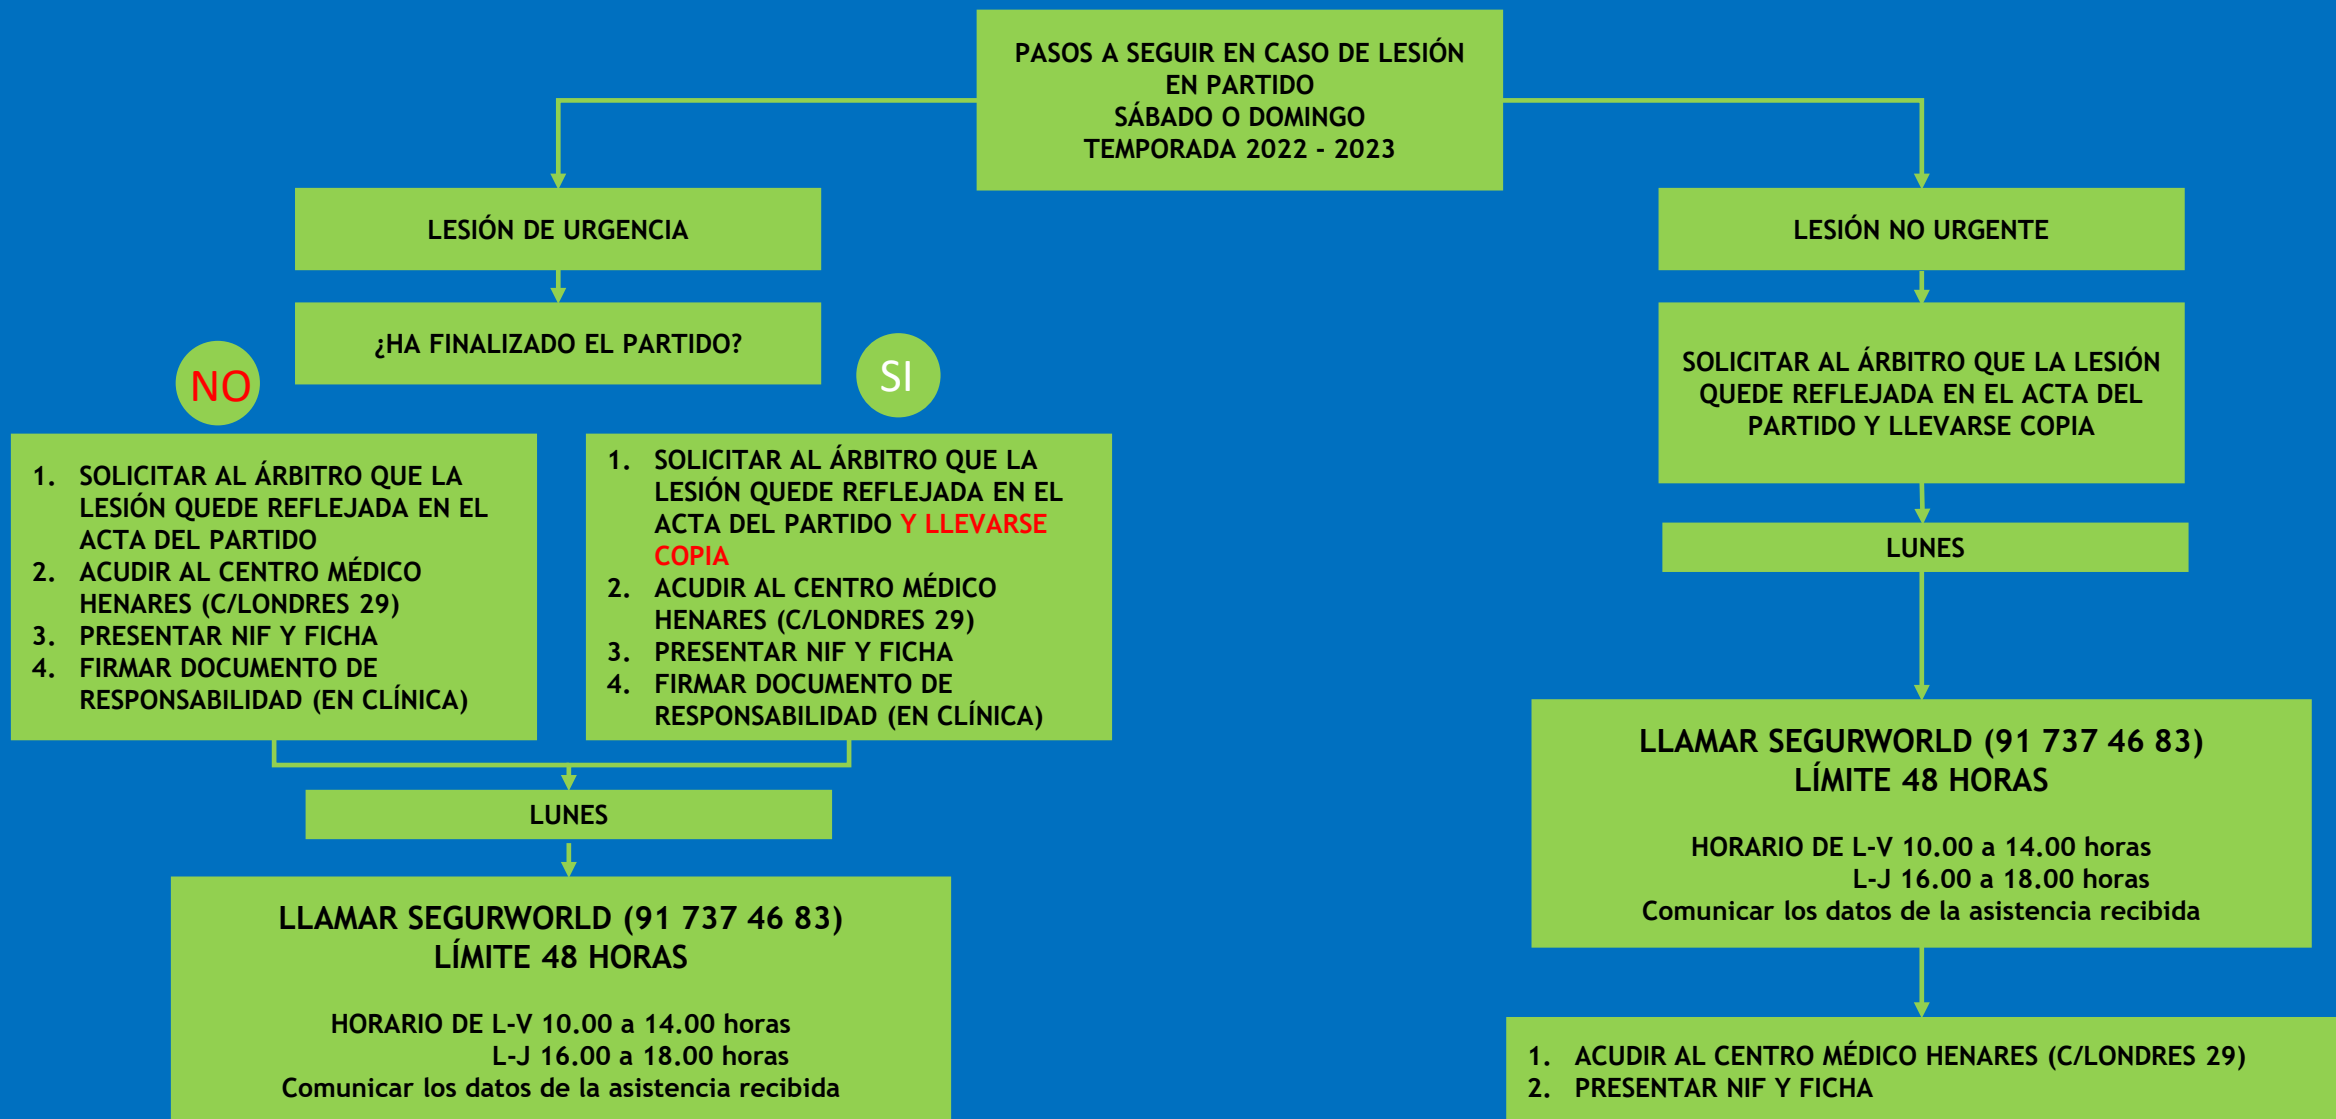 PASOS A SEGUIR EN CASO DE LESIÓN
EN PARTIDO
SÁBADO O DOMINGO
TEMPORADA 2022 - 2023
LESIÓN DE URGENCIA
¿HA FINALIZADO EL PARTIDO?
NO
SI
1. SOLICITAR AL ÁRBITRO QUE LA
LESIÓN QUEDE REFLEJADA EN EL
ACTA DEL PARTIDO
2. ACUDIR AL CENTRO MÉDICO
HENARES (C/LONDRES 29)
3. PRESENTAR NIF Y FICHA
4. FIRMAR DOCUMENTO DE
RESPONSABILIDAD (EN CLÍNICA)
1. SOLICITAR AL ÁRBITRO QUE LA
LESIÓN QUEDE REFLEJADA EN EL
ACTA DEL PARTIDO Y LLEVARSE
COPIA
2. ACUDIR AL CENTRO MÉDICO
HENARES (C/LONDRES 29)
3. PRESENTAR NIF Y FICHA
4. FIRMAR DOCUMENTO DE
RESPONSABILIDAD (EN CLÍNICA)
LUNES
LLAMAR SEGURWORLD (91 737 46 83)
LÍMITE 48 HORAS
HORARIO DE L-V 10.00 a 14.00 horas
L-J 16.00 a 18.00 horas
Comunicar los datos de la asistencia recibida
LESIÓN NO URGENTE
SOLICITAR AL ÁRBITRO QUE LA LESIÓN
QUEDE REFLEJADA EN EL ACTA DEL
PARTIDO Y LLEVARSE COPIA
LUNES
LLAMAR SEGURWORLD (91 737 46 83)
LÍMITE 48 HORAS
HORARIO DE L-V 10.00 a 14.00 horas
L-J 16.00 a 18.00 horas
Comunicar los datos de la asistencia recibida
1. ACUDIR AL CENTRO MÉDICO HENARES (C/LONDRES 29)
2. PRESENTAR NIF Y FICHA